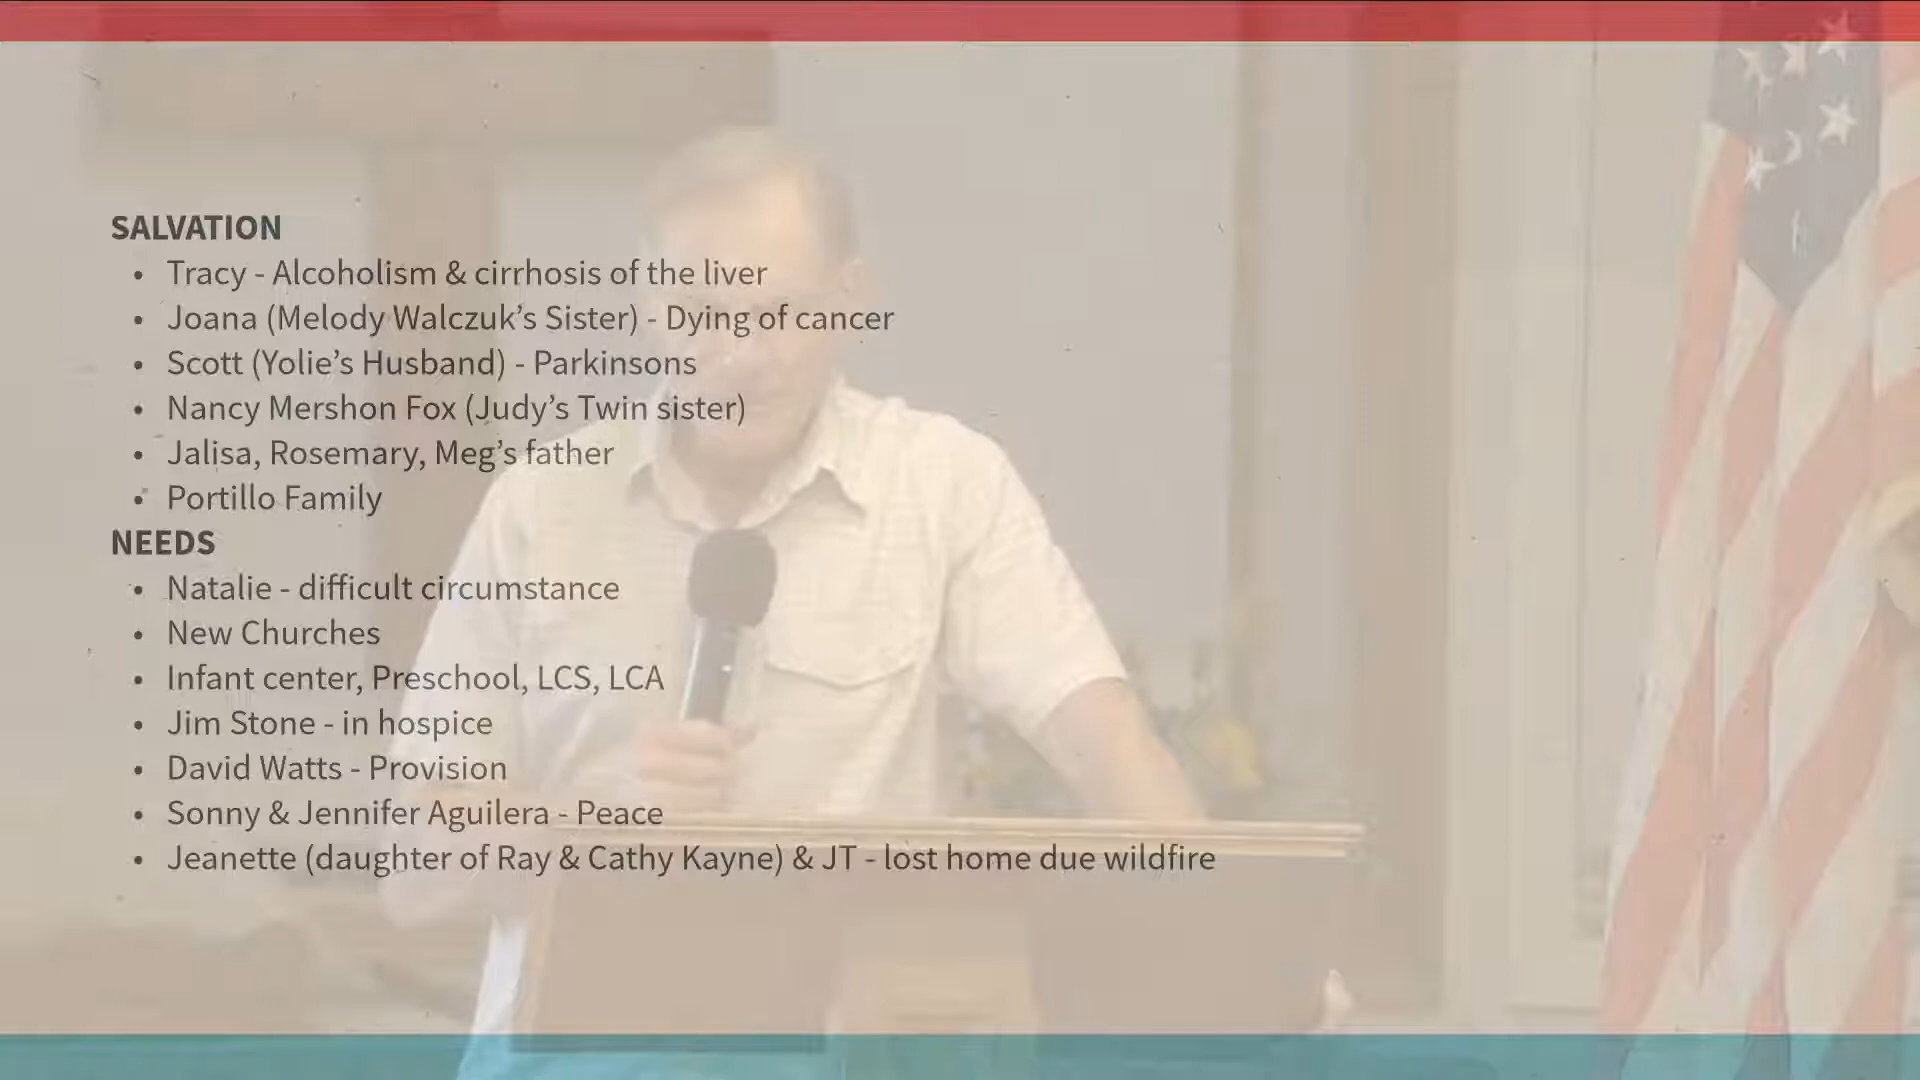 SALVATION
• Tracy - Alcoholism & cirrhosis of the liver
• Joana (Melody Walczuk’s Sister) - Dying of cancer
• Scott (Yolie’s Husband) - Parkinsons
• Nancy Mershon Fox (Judy’s Twin sister)
• Jalisa, Rosemary, Meg’s father
• Portillo Family
NEEDS
• Natalie - difficult circumstance
• New Churches
• Infant center, Preschool, LCS, LCA
• Jim Stone - in hospice
• David Watts - Provision
• Sonny & Jennifer Aguilera - Peace
• Jeanette (daughter of Ray & Cathy Kayne) & JT - lost home due wildfire